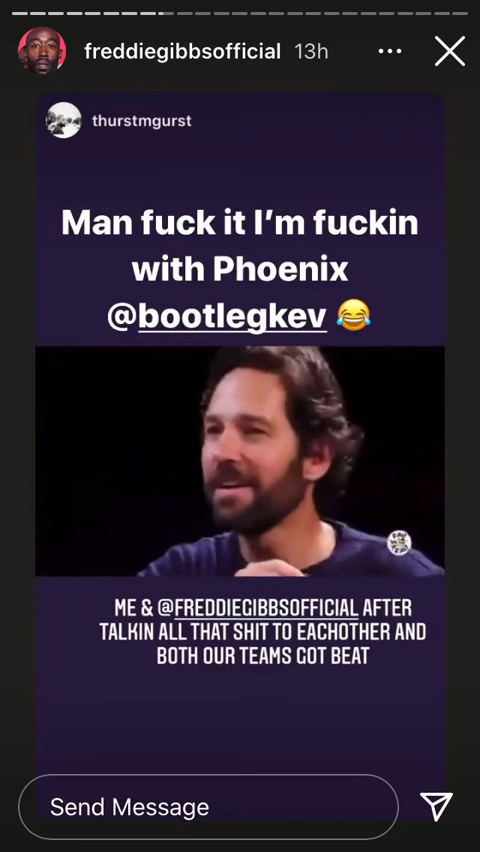 freddiegibbsofficial 13h
thurstmgurst
Man fuck it I'm fuckin
with Phoenix
@bootlegkev 😂
ME & @FREDDIEGIBBSOFFICIAL AFTER
TALKIN ALL THAT SHIT TO EACHOTHER AND
BOTH OUR TEAMS GOT BEAT
Send Message